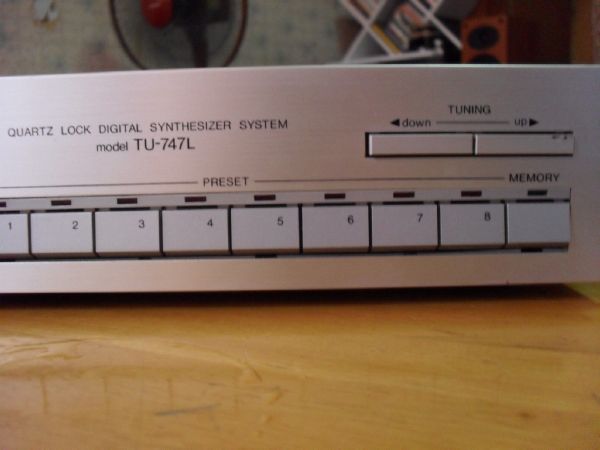 QUARTZ LOCK DIGITAL SYNTHESIZER SYSTEM
model TU-747L
TUNING
◀ down up ▶
PRESET
MEMORY
1 2 3 4 5 6 7 8